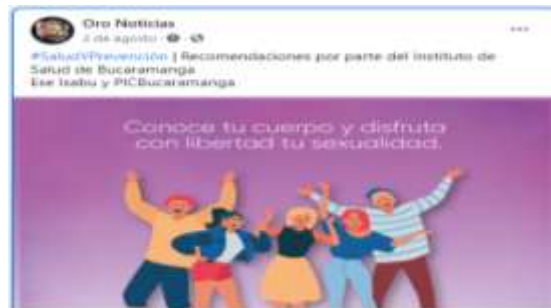 Oro Noticias
2 de agosto
#SaludYPrevención | Recomendaciones por parte del Instituto de
Salud de Bucaramanga
Ese Isabu y PICBucaramanga
Conoce tu cuerpo y disfruta
con libertad tu sexualidad.